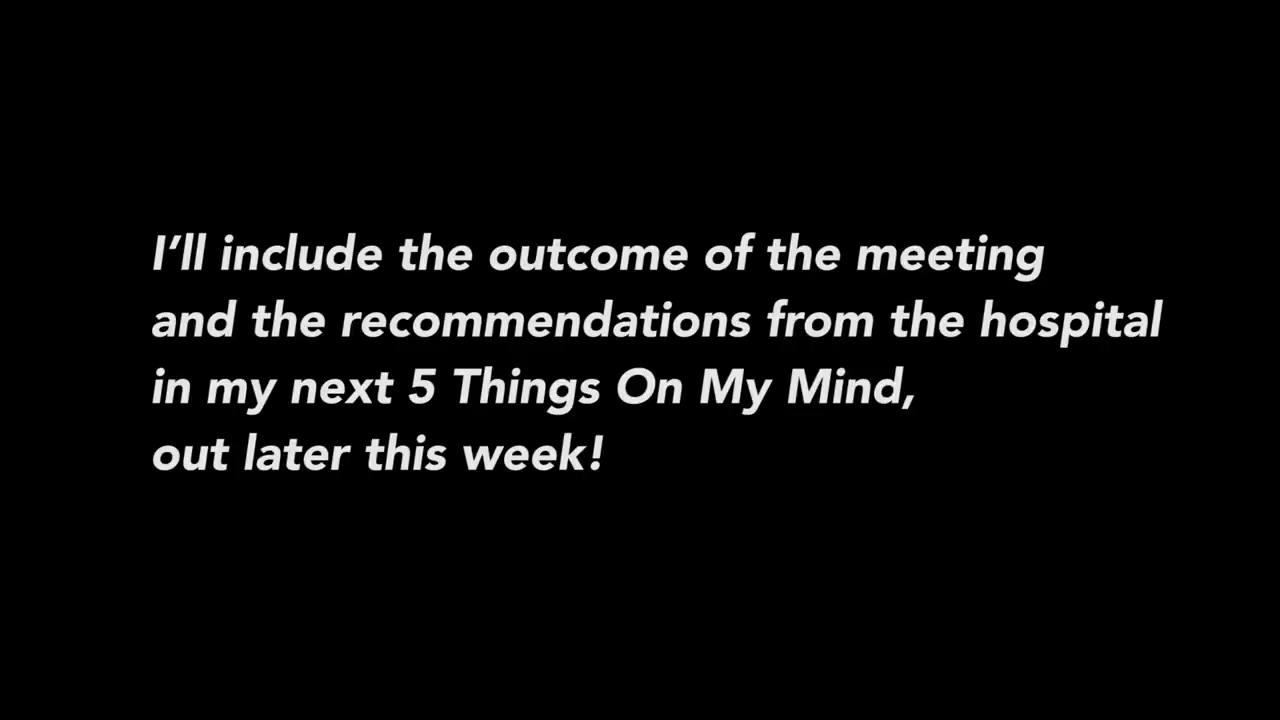 I’ll include the outcome of the meeting
and the recommendations from the hospital
in my next 5 Things On My Mind,
out later this week!